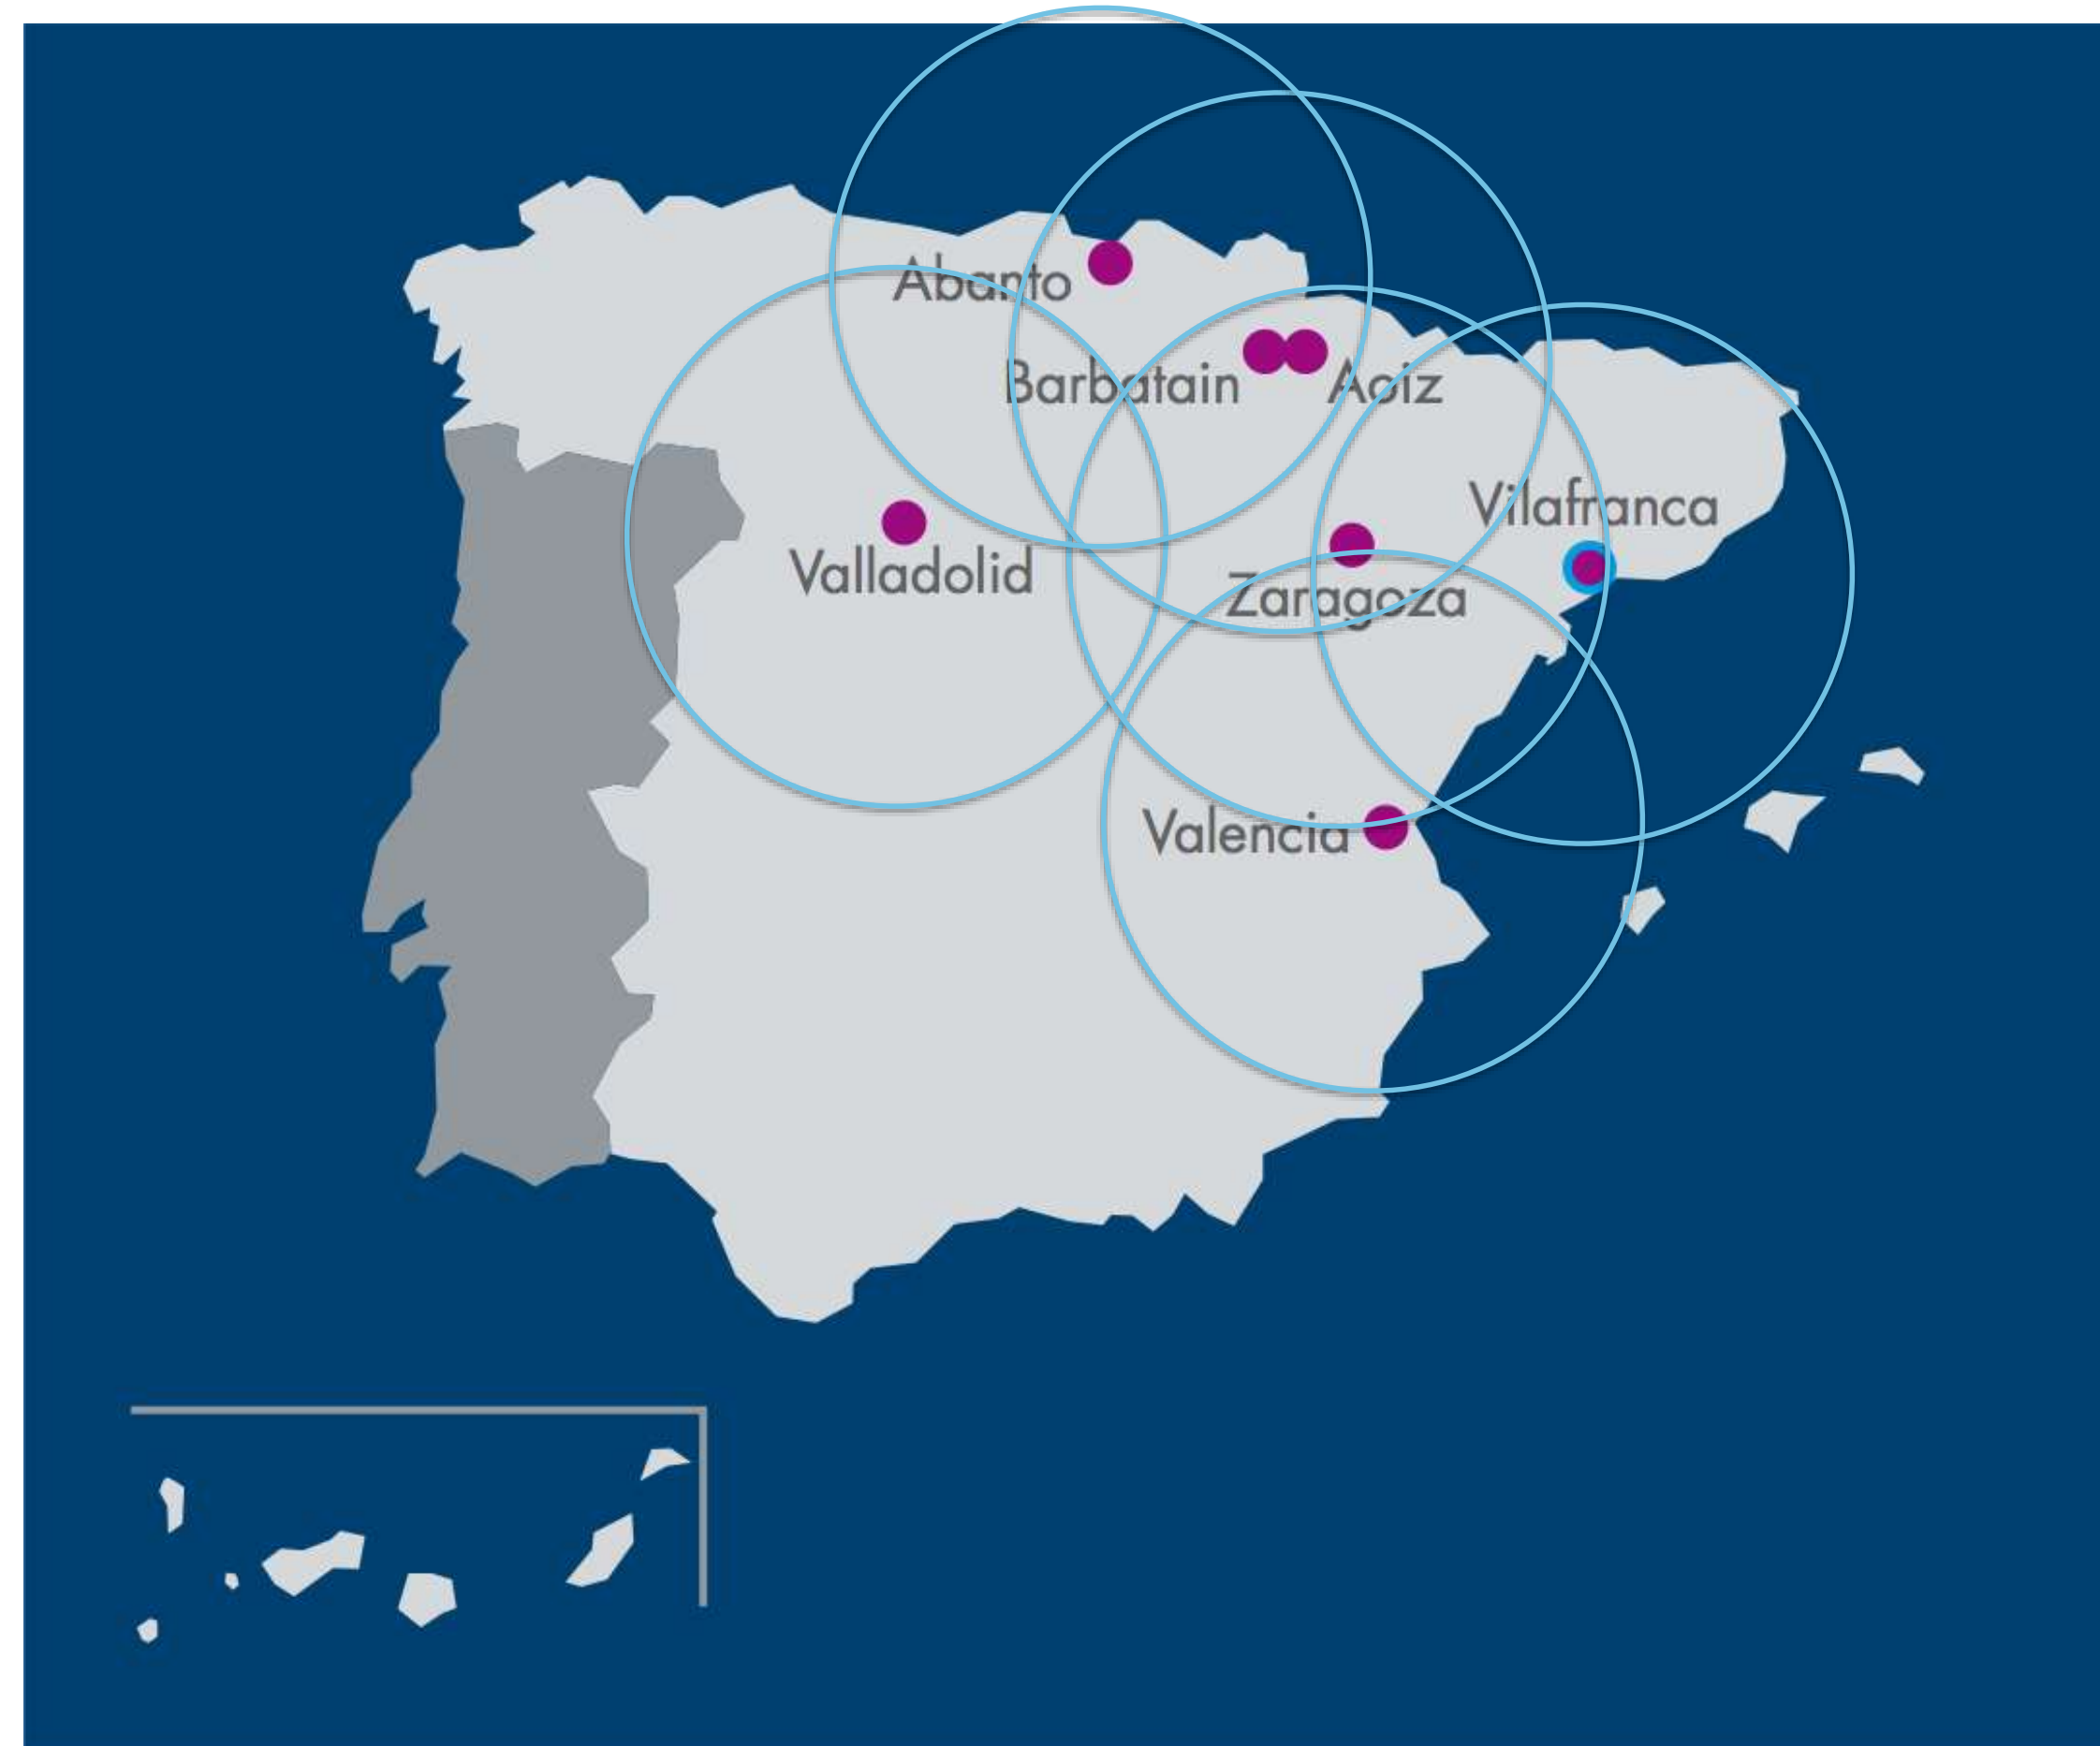 Abanto
Barbatain
Aoiz
Vilafranca
Valladolid
Zaragoza
Valencia